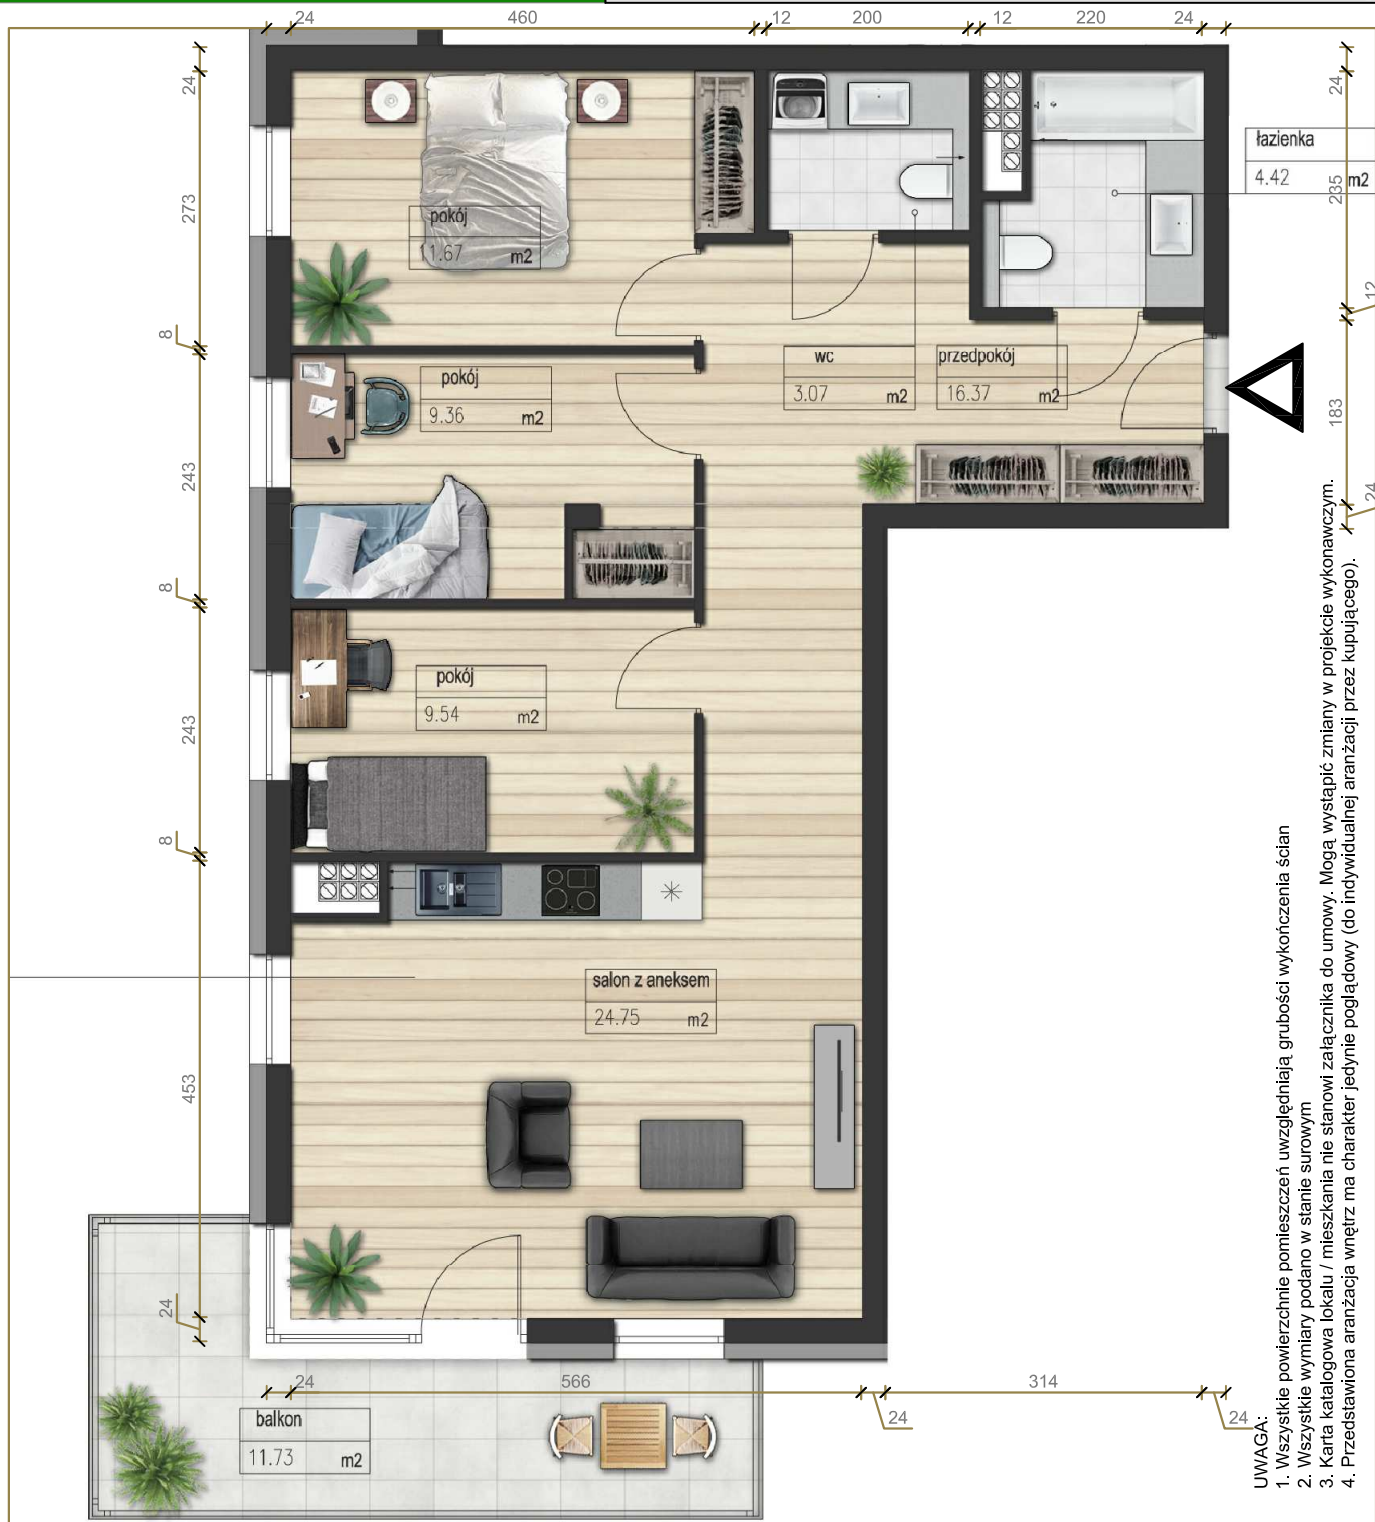 24
460
12
200
12
220
24
24
273
8
243
8
243
8
453
24
24
235
12
183
24
łazienka
4.42 m2
pokój
11.67 m2
wc
3.07 m2
przedpokój
16.37 m2
pokój
9.36 m2
pokój
9.54 m2
salon z aneksem
24.75 m2
balkon
11.73 m2
24
566
24
314
24
UWAGA:
1. Wszystkie powierzchnie pomieszczeń uwzględniają grubości wykończenia ścian
2. Wszystkie wymiary podano w stanie surowym
3. Karta katalogowa lokalu / mieszkania nie stanowi załącznika do umowy. Mogą wystąpić zmiany w projekcie wykonawczym.
4. Przedstawiona aranżacja wnętrz ma charakter jedynie poglądowy (do indywidualnej aranżacji przez kupującego).